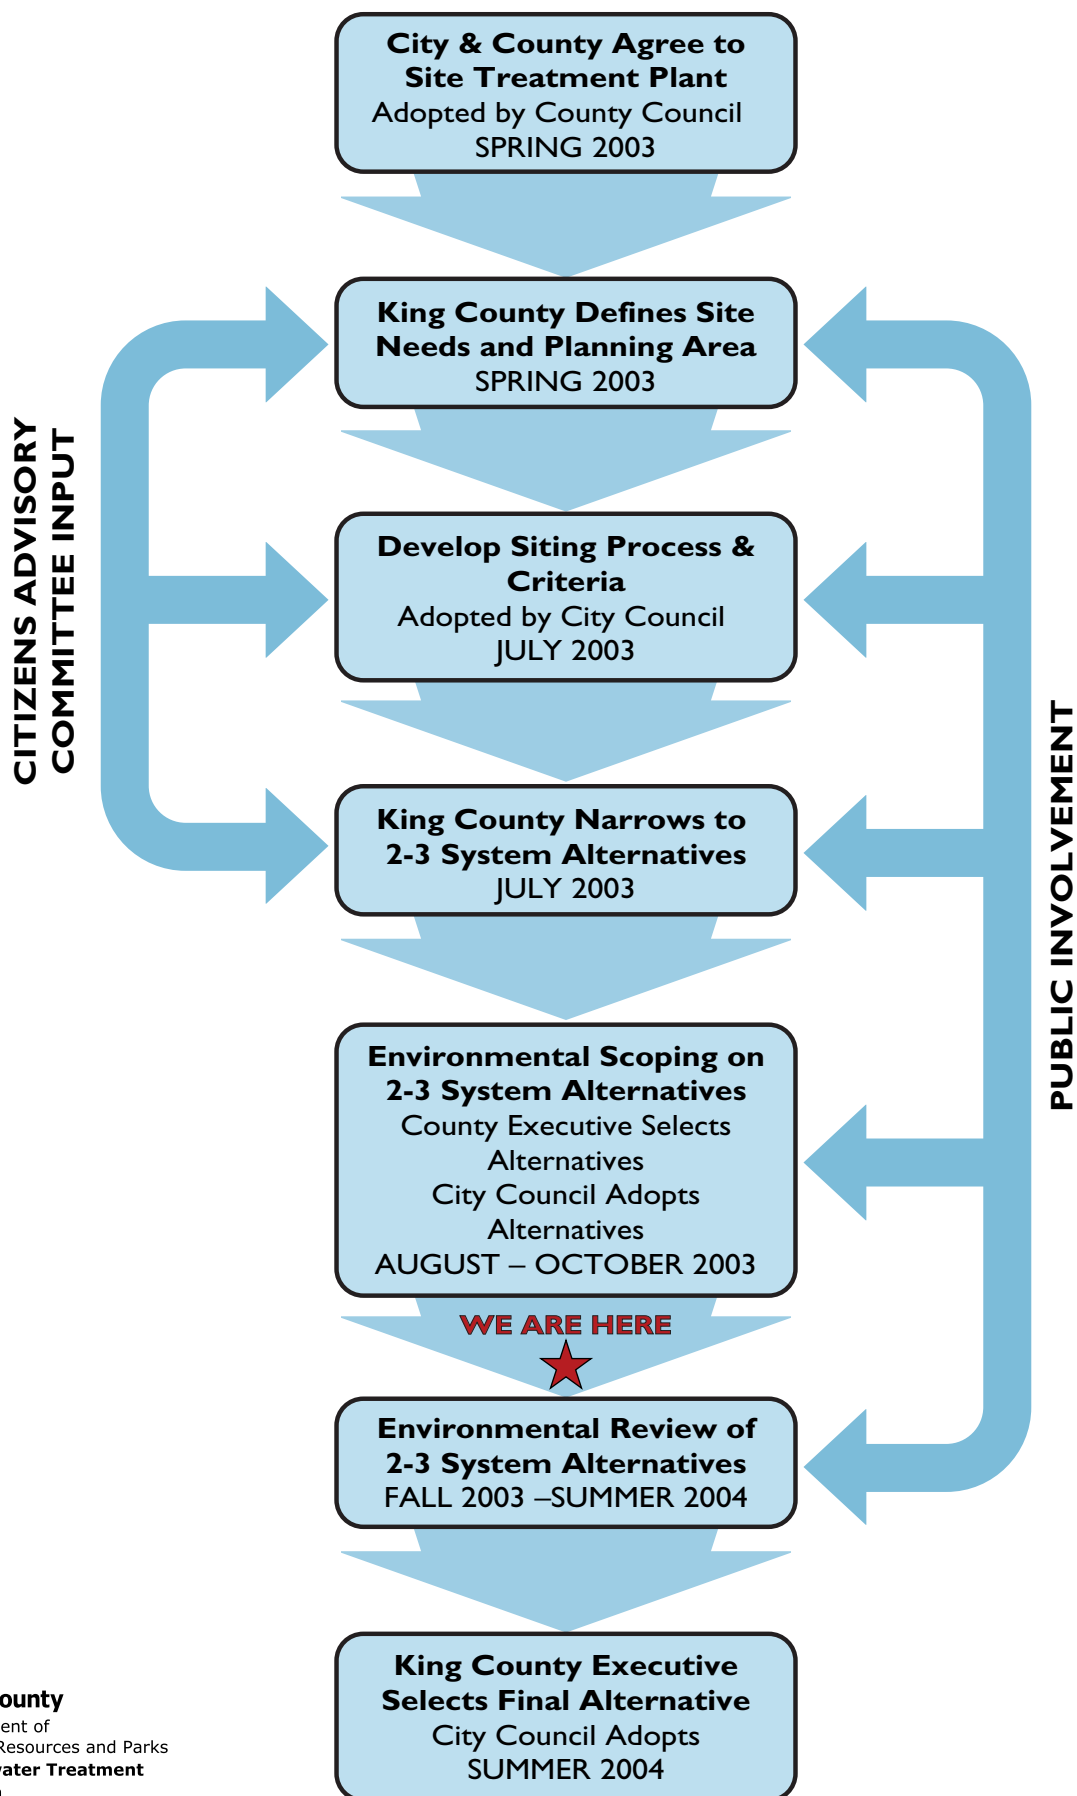 City & County Agree to
Site Treatment Plant
Adopted by County Council
SPRING 2003
King County Defines Site
Needs and Planning Area
SPRING 2003
CITIZENS ADVISORY
COMMITTEE INPUT
Develop Siting Process &
Criteria
Adopted by City Council
JULY 2003
King County Narrows to
2-3 System Alternatives
JULY 2003
PUBLIC INVOLVEMENT
Environmental Scoping on
2-3 System Alternatives
County Executive Selects
Alternatives
City Council Adopts
Alternatives
AUGUST – OCTOBER 2003
WE ARE HERE
Environmental Review of
2-3 System Alternatives
FALL 2003 –SUMMER 2004
King County Executive
Selects Final Alternative
City Council Adopts
SUMMER 2004
ounty
ent of
Resources and Parks
ater Treatment